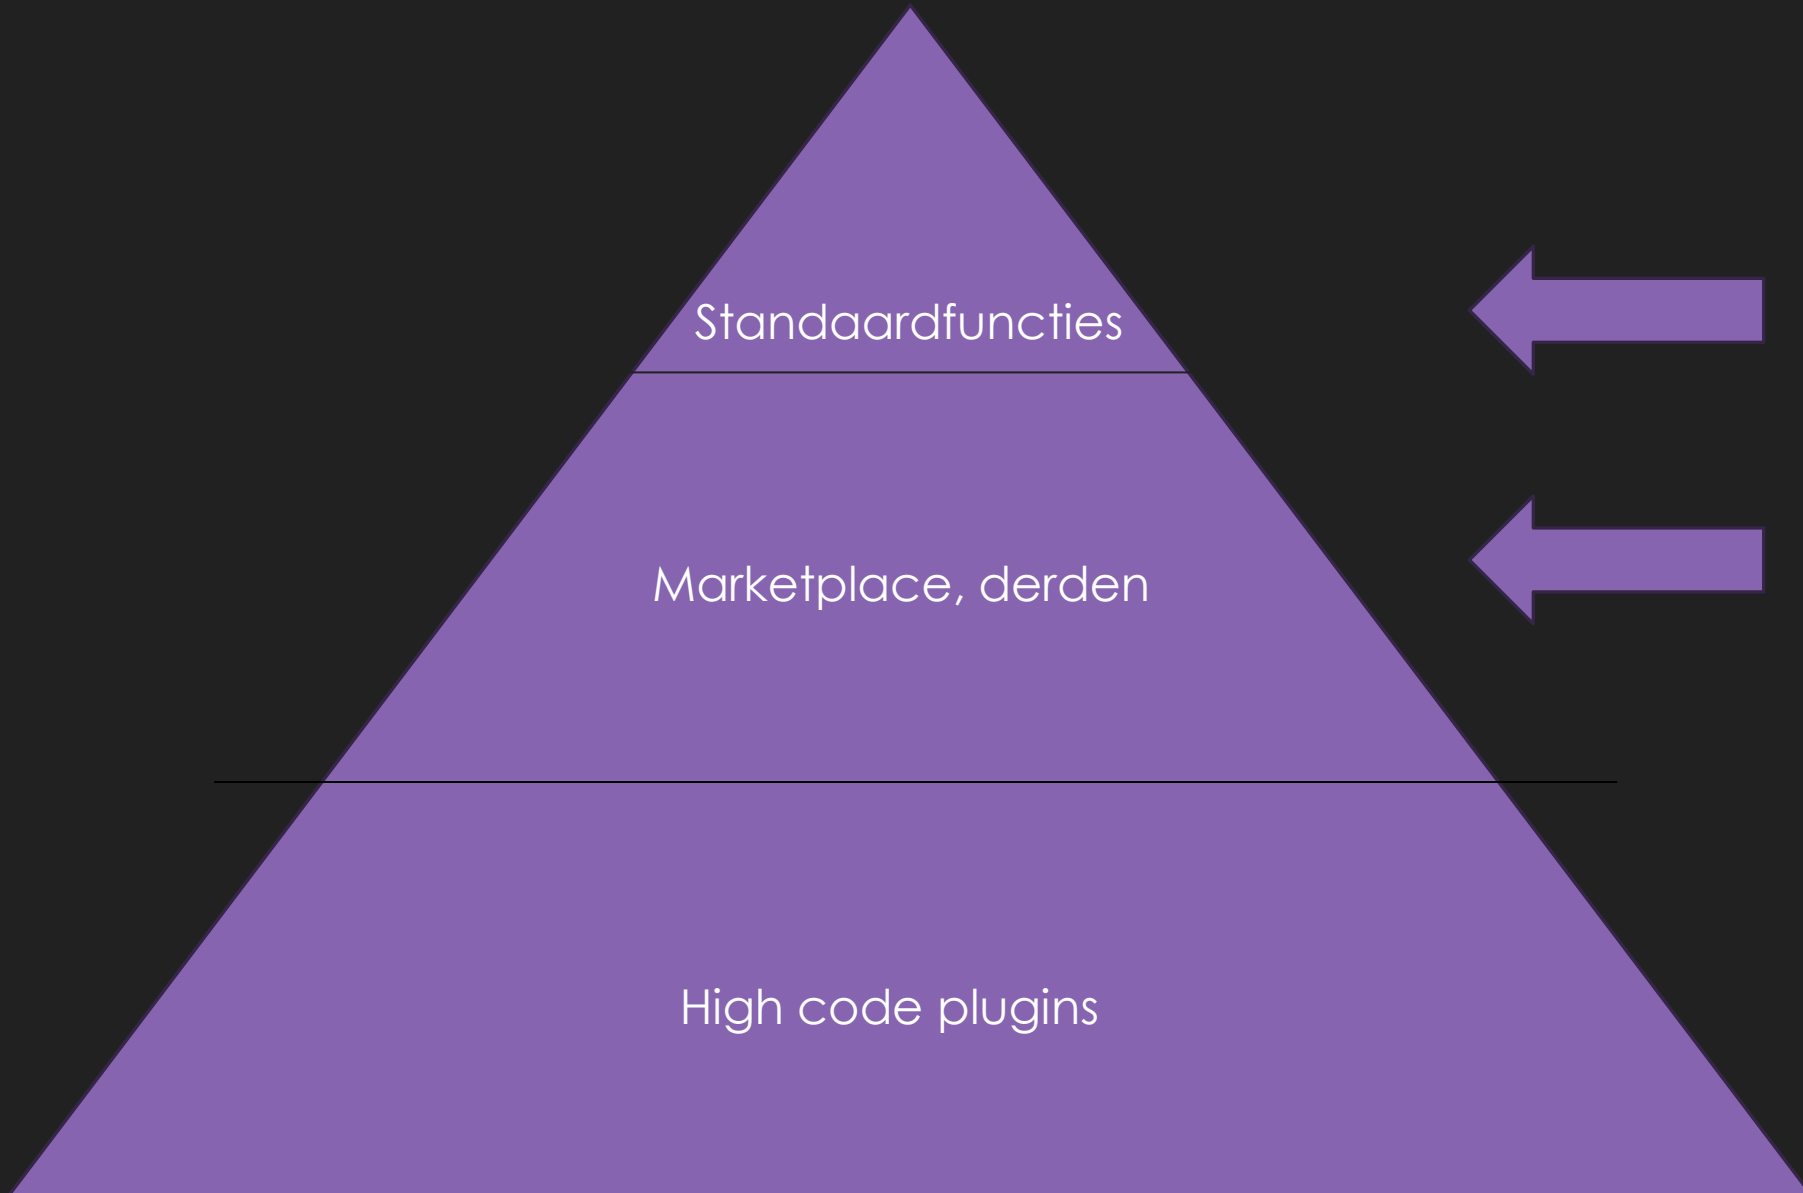 Standaardfuncties
Marketplace, derden
High code plugins